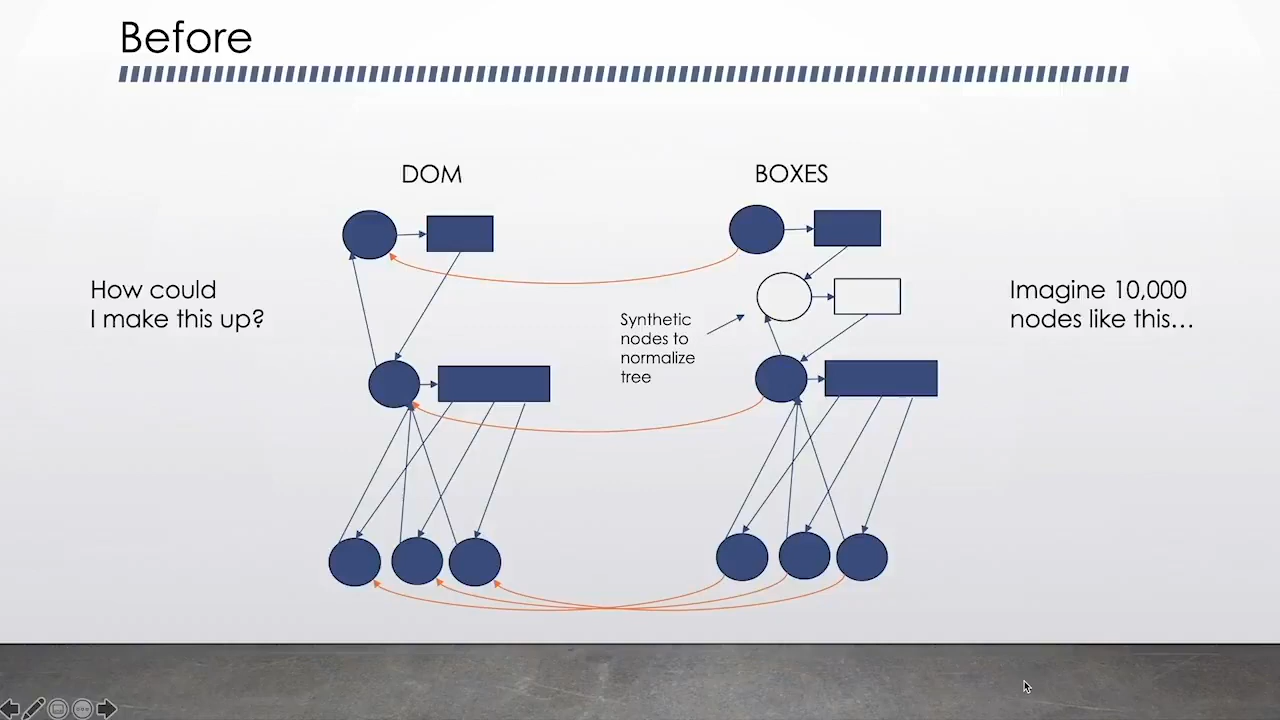 Before
DOM
BOXES
How could
I make this up?
Synthetic
nodes to
normalize
tree
Imagine 10,000
nodes like this…